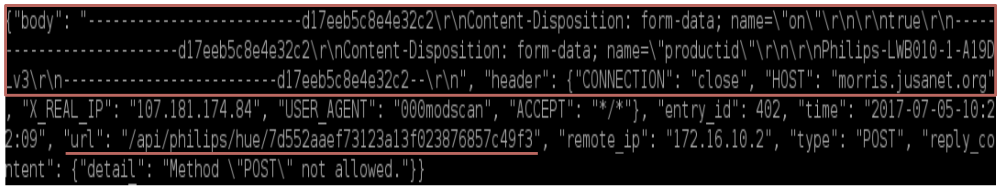 {"body": "--------------------------d17eeb5c8e4e32c2\r\nContent-Disposition: form-data; name=\"on\"\r\n\r\ntrue\r\n-----
---------------------d17eeb5c8e4e32c2\r\nContent-Disposition: form-data; name=\"productid\"\r\n\r\nPhilips-LWB010-1-A19D
_v3\r\n--------------------------d17eeb5c8e4e32c2--\r\n", "header": {"CONNECTION": "close", "HOST": "morris.jusanet.org"
, "X_REAL_IP": "107.181.174.84", "USER_AGENT": "000modscan", "ACCEPT": "*/*"}, "entry_id": 402, "time": "2017-07-05-10:2
2:09", "url": "/api/philips/hue/7d552aaef73123a13f023876857c49f3", "remote_ip": "172.16.10.2", "type": "POST", "reply_co
ntent": {"detail": "Method \"POST\" not allowed."}}